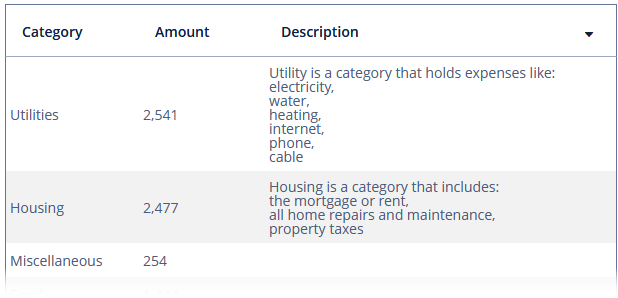 Category Amount Description
Utility is a category that holds expenses like:
electricity,
water,
Utilities 2,541 heating,
internet,
phone,
cable
Housing is a category that includes:
the mortgage or rent,
Housing 2,477 all home repairs and maintenance,
property taxes
Miscellaneous 254